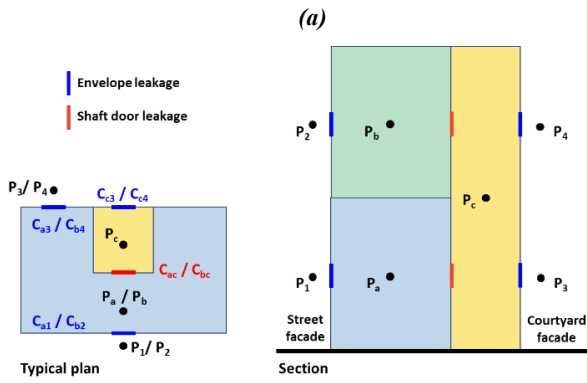 (a)
Envelope leakage
Shaft door leakage
P3/ P4
Cc3 / Cc4
Ca3 / Cb4
Pc
Cac / Cbc
Pa / Pb
Ca1 / Cb2
P1/ P2
Typical plan
P2
Pb
P4
Pc
P1
Pa
P3
Street
facade
Courtyard
facade
Section